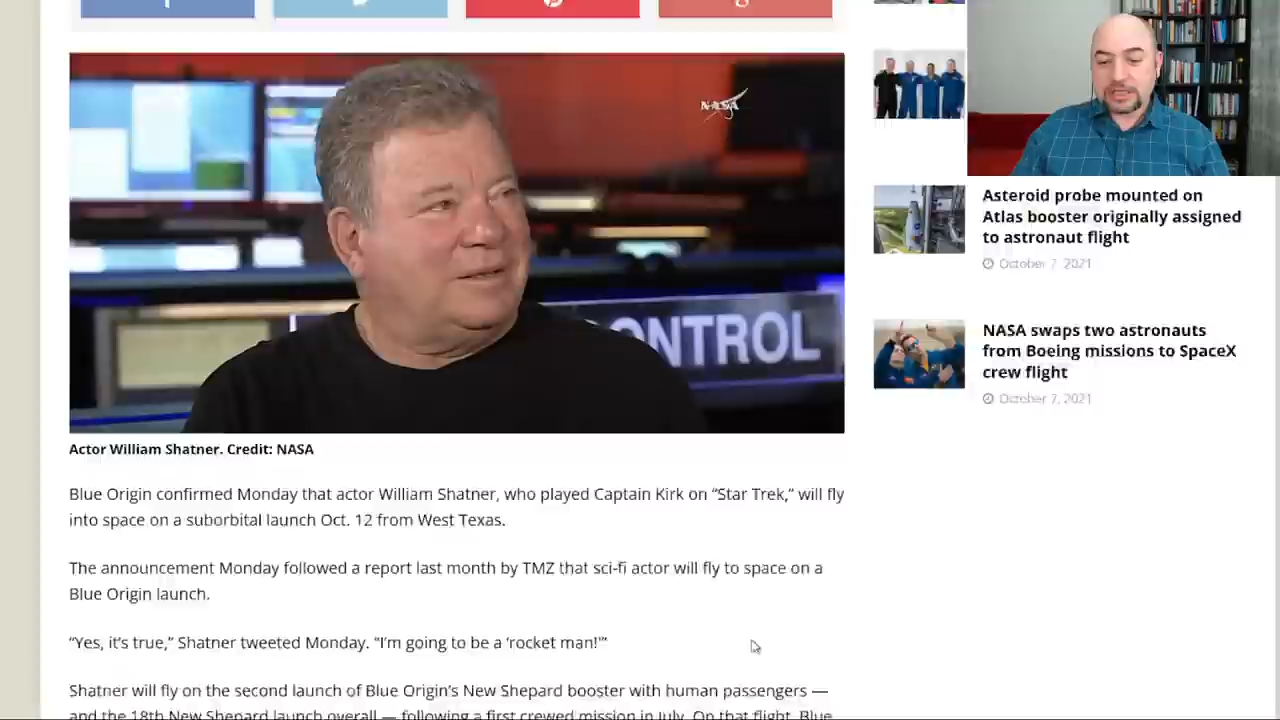 NASA
ONTROL
Actor William Shatner. Credit: NASA
Blue Origin confirmed Monday that actor William Shatner, who played Captain Kirk on “Star Trek,” will fly
into space on a suborbital launch Oct. 12 from West Texas.
The announcement Monday followed a report last month by TMZ that sci-fi actor will fly to space on a
Blue Origin launch.
“Yes, it’s true,” Shatner tweeted Monday. “I’m going to be a ‘rocket man!’”
Shatner will fly on the second launch of Blue Origin’s New Shepard booster with human passengers —
and the 18th New Shepard launch overall — following a first crewed mission in July. On that flight, Blue
Asteroid probe mounted on
Atlas booster originally assigned
to astronaut flight
October 7, 2021
NASA swaps two astronauts
from Boeing missions to SpaceX
crew flight
October 7, 2021